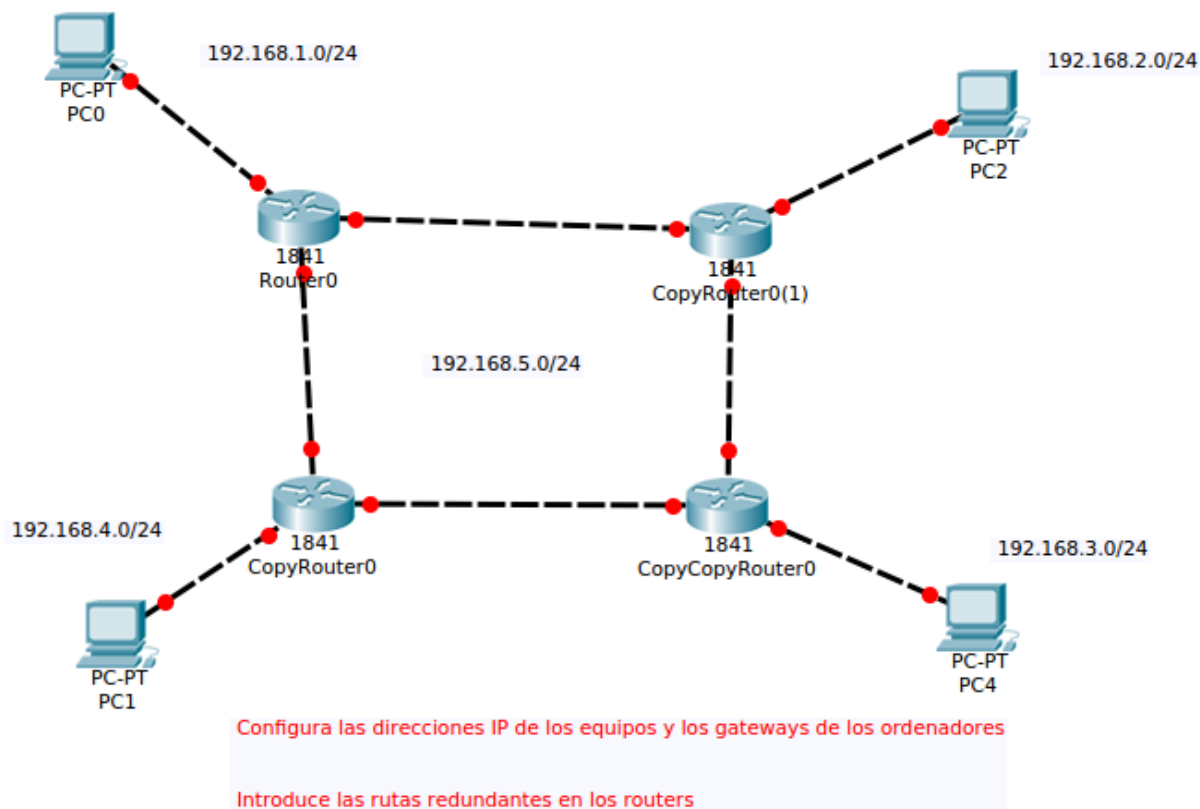 192.168.1.0/24
192.168.2.0/24
PC-PT
PC0
PC-PT
PC2
1841
Router0
1841
CopyRouter0(1)
192.168.5.0/24
192.168.4.0/24
1841
CopyRouter0
1841
CopyCopyRouter0
192.168.3.0/24
PC-PT
PC1
PC-PT
PC4
Configura las direcciones IP de los equipos y los gateways de los ordenadores
Introduce las rutas redundantes en los routers